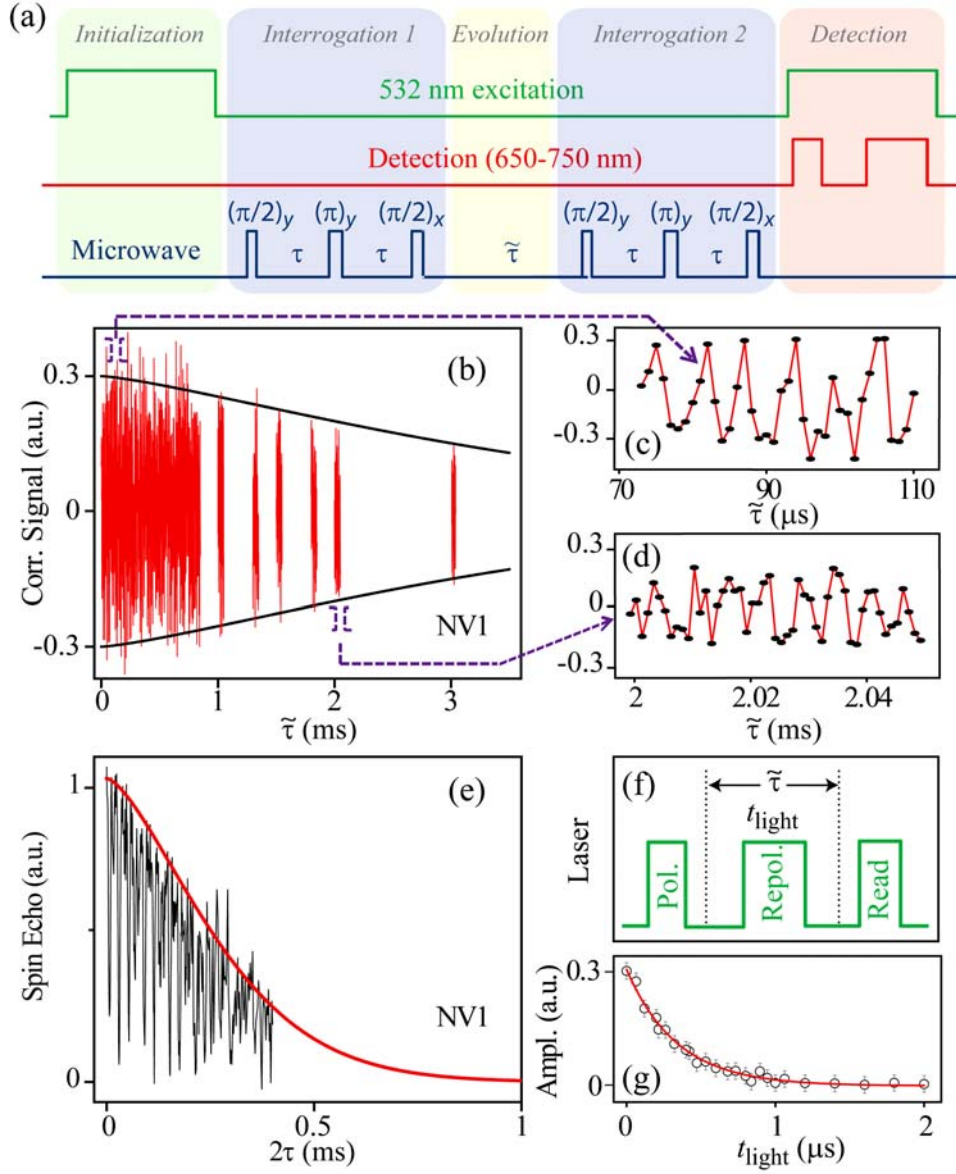 (a)
Initialization Interrogation 1 Evolution Interrogation 2 Detection
532 nm excitation
Detection (650-750 nm)
(π/2)y (π)y (π/2)x (π/2)y (π)y (π/2)x
Microwave τ τ τ̃ τ τ
(b)
Corr. Signal (a.u.)
0.3
0
-0.3
NV1
0 1 2 3
τ̃ (ms)
0.3
0
-0.3
(c)
70 90 110
τ̃ (μs)
(d)
0.3
0
-0.3
2 2.02 2.04
τ̃ (ms)
(e)
Spin Echo (a.u.)
1
0
NV1
0 0.5 1
2τ (ms)
(f)
τ̃
tlight
Laser
Pol.
Repol.
Read
Ampl. (a.u.)
0.3
0
(g)
0 1 2
tlight (μs)